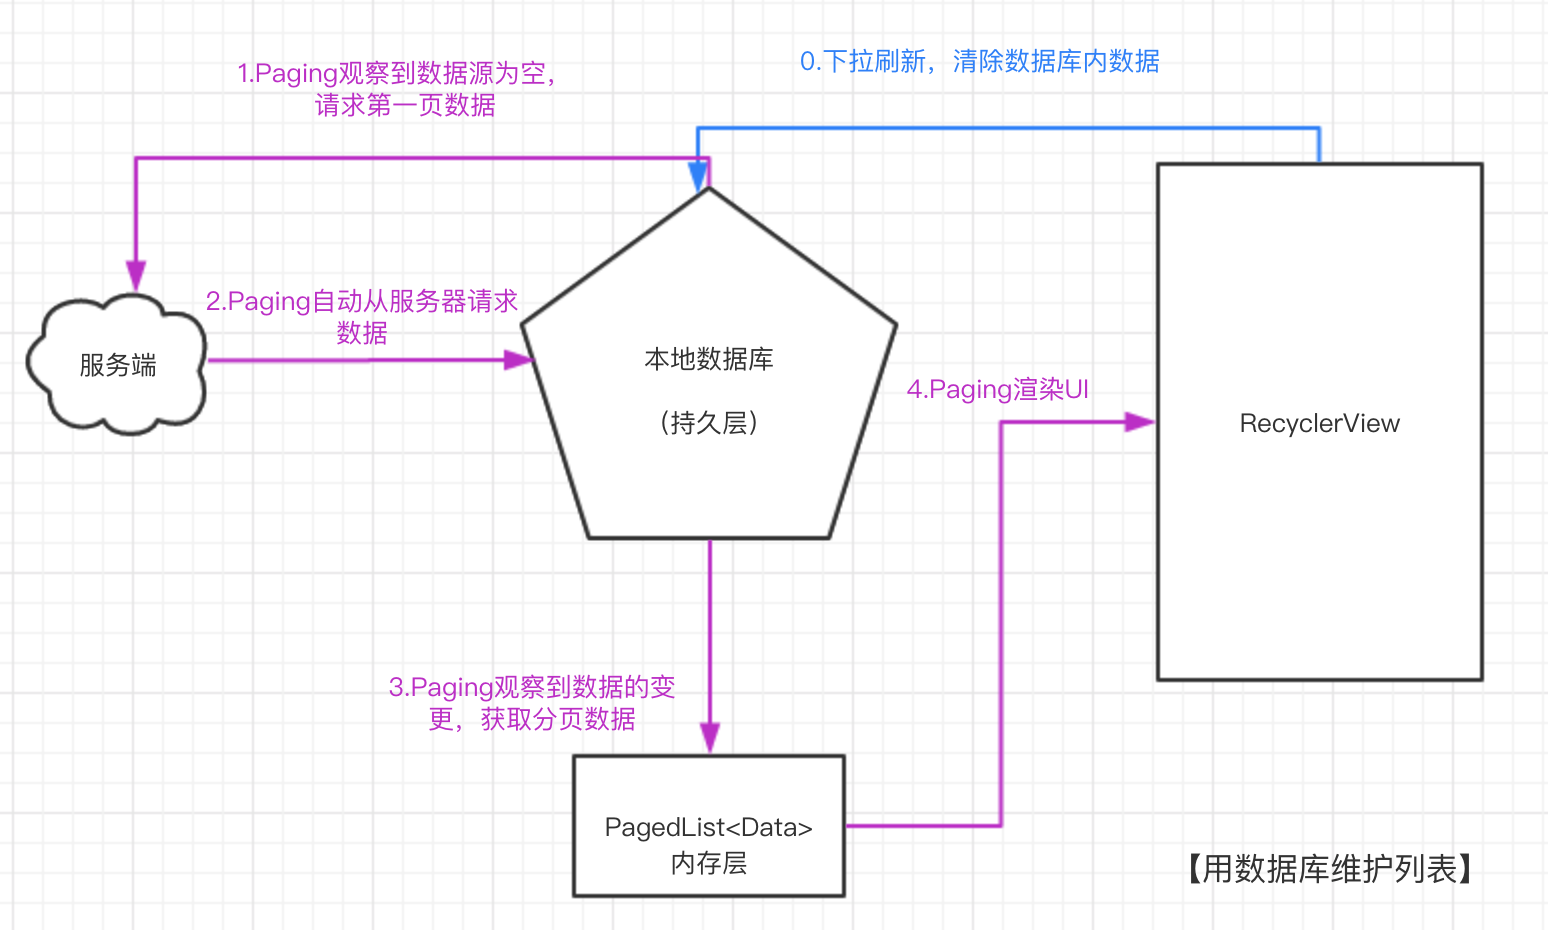 0.下拉刷新，清除数据库内数据
1.Paging观察到数据源为空，
请求第一页数据
2.Paging自动从服务器请求
数据
服务端
本地数据库
（持久层）
4.Paging渲染UI
RecyclerView
3.Paging观察到数据的变
更，获取分页数据
PagedList<Data>
内存层
【用数据库维护列表】